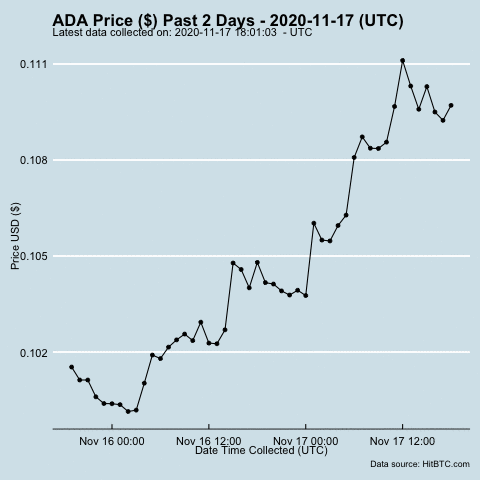 ADA Price ($) Past 2 Days - 2020-11-17 (UTC)
Latest data collected on: 2020-11-17 18:01:03 - UTC
0.111
0.108
0.105
0.102
Price USD ($)
Nov 16 00:00 Nov 16 12:00 Nov 17 00:00 Nov 17 12:00
Date Time Collected (UTC)
Data source: HitBTC.com